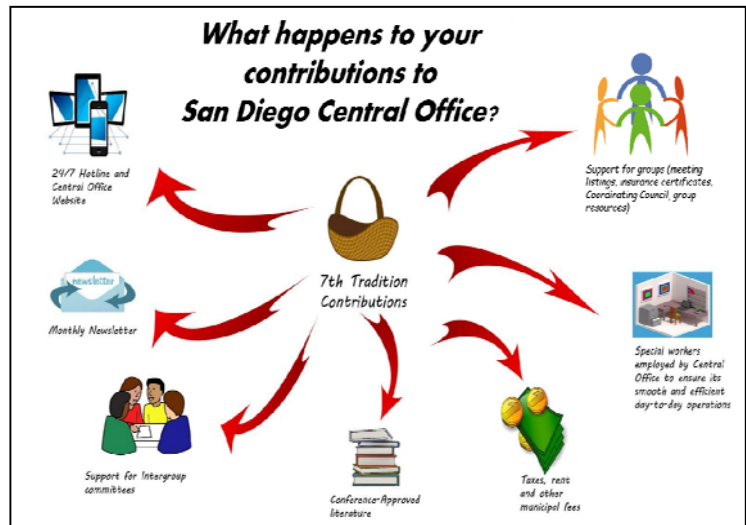 What happens to your
contributions to
San Diego Central Office?
24/7 Hotline and
Central Office
Website
Support for groups (meeting
listings, insurance certificates,
Coordinating Council, group
resources)
7th Tradition
Contributions
newsletter
Monthly Newsletter
Special workers
employed by Central
Office to ensure its
smooth and efficient
day-to-day operations
Support for Intergroup
committees
Conference-Approved
literature
Taxes, rent
and other
municipal fees